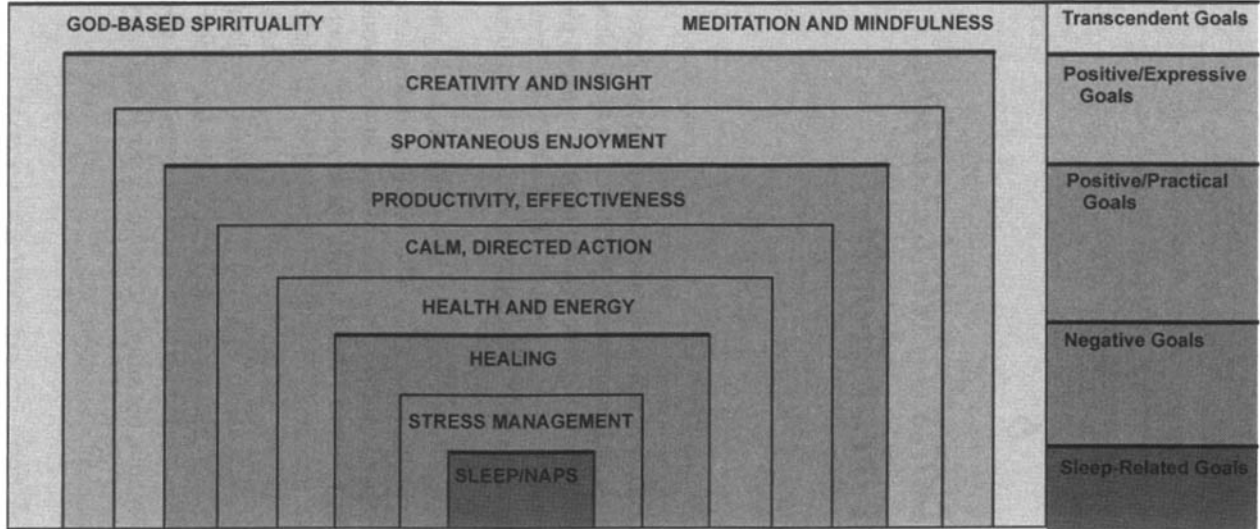 GOD-BASED SPIRITUALITY
MEDITATION AND MINDFULNESS
CREATIVITY AND INSIGHT
SPONTANEOUS ENJOYMENT
PRODUCTIVITY, EFFECTIVENESS
CALM, DIRECTED ACTION
HEALTH AND ENERGY
HEALING
STRESS MANAGEMENT
SLEEP/NAPS
Transcendent Goals
Positive/Expressive
Goals
Positive/Practical
Goals
Negative Goals
Sleep-Related Goals